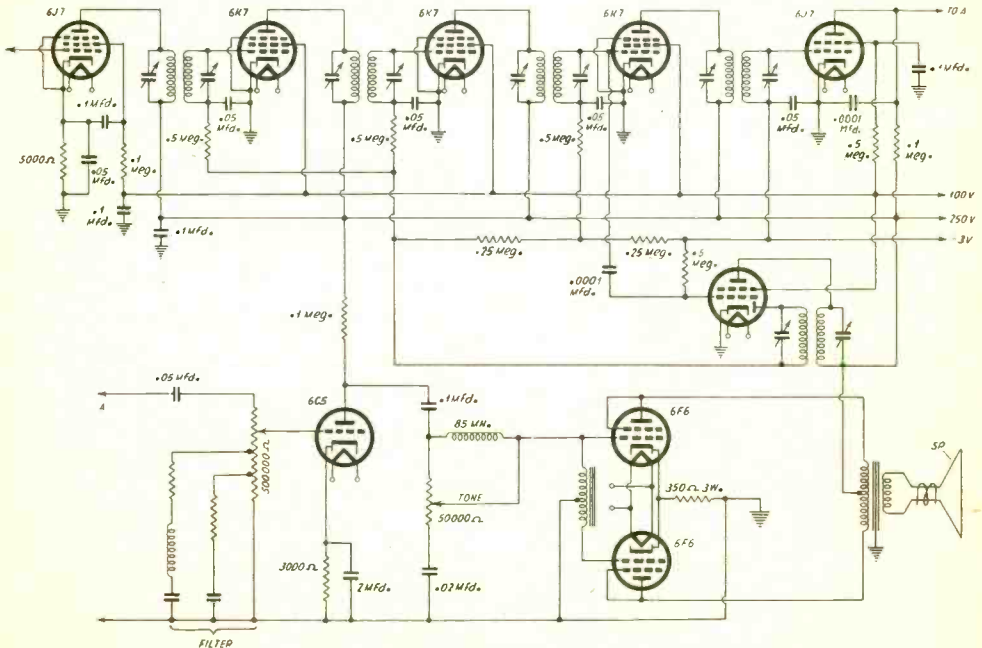 6J7
6K7
6K7
6K7
6J7
TO A
.1 Mfd.
.05 Mfd.
.05 Mfd.
.05 Mfd.
.05 Mfd.
.0001 Mfd.
.1 Mfd.
5000Ω
.05 Mfd.
.1 Meg.
.5 Meg.
.5 Meg.
.5 Meg.
.5 Meg.
.1 Meg.
.1 Mfd.
.1 Mfd.
100 V
250 V
-3V
.25 Meg.
.25 Meg.
.5 Meg.
.0001 Mfd.
.1 Meg.
.05 Mfd.
A
6C5
.1 Mfd.
85 MH.
6F6
SP.
500000Ω
TONE
50000Ω
350Ω 3W.
6F6
3000Ω
2 Mfd.
.02 Mfd.
FILTER